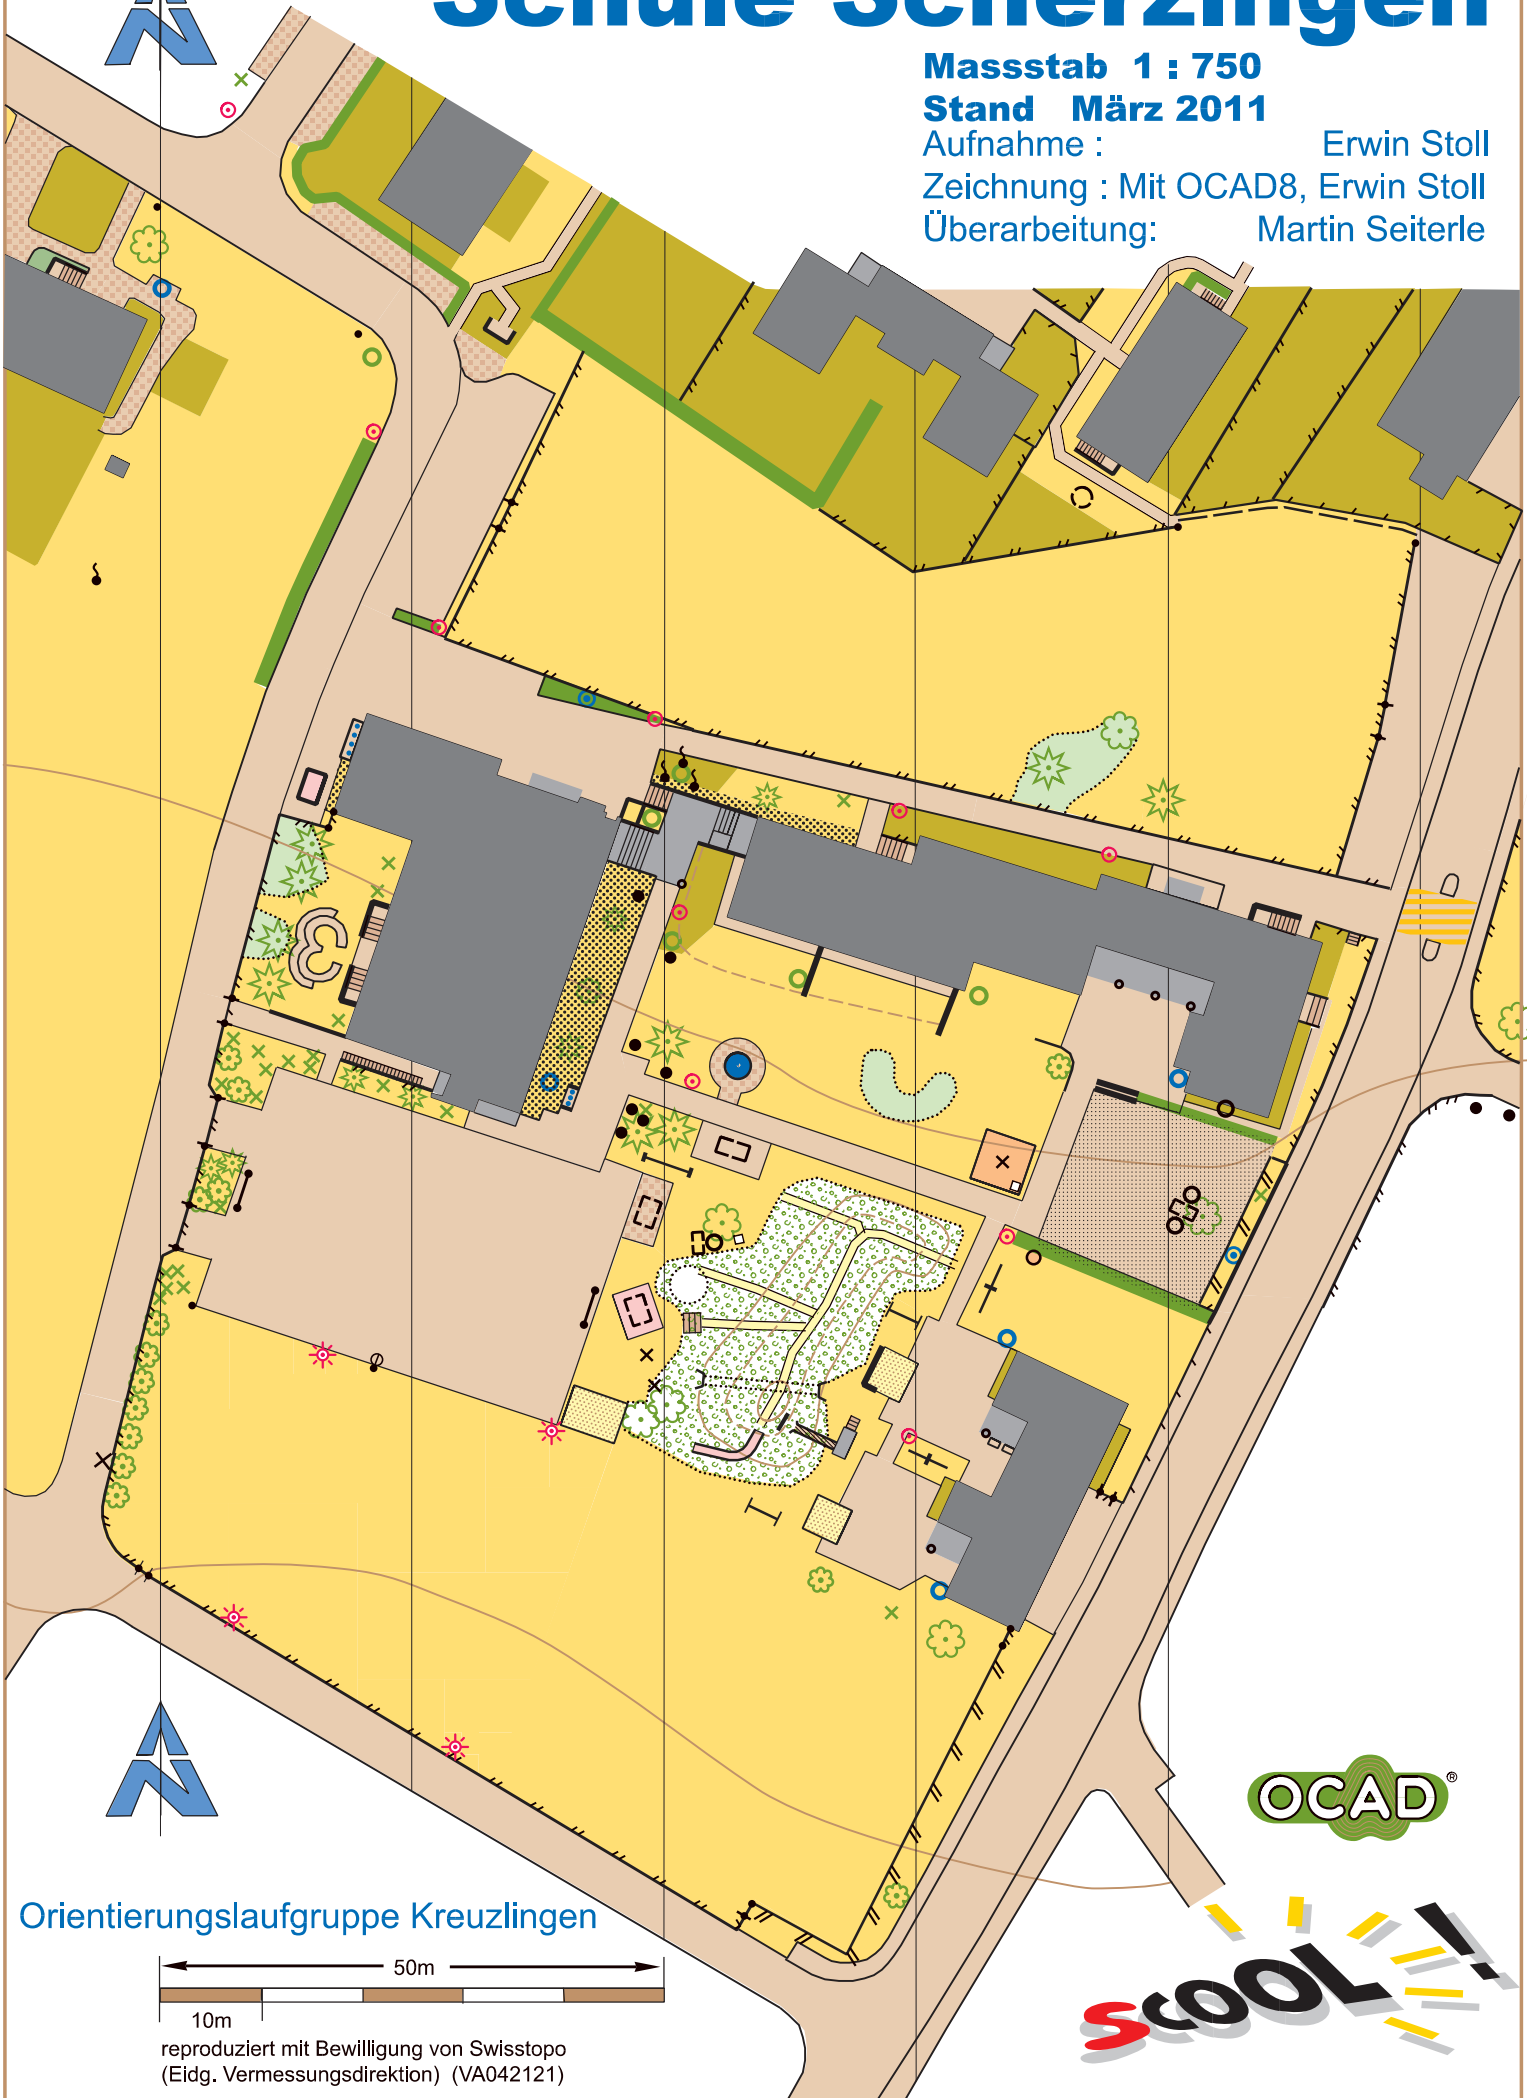 Schule Scherzingen
Massstab 1 : 750
Stand März 2011
Aufnahme : Erwin Stoll
Zeichnung : Mit OCAD8, Erwin Stoll
Überarbeitung: Martin Seiterle
OCAD®
Orientierungslaufgruppe Kreuzlingen
50m
10m
reproduziert mit Bewilligung von Swisstopo
(Eidg. Vermessungsdirektion) (VA042121)
sCOOL!